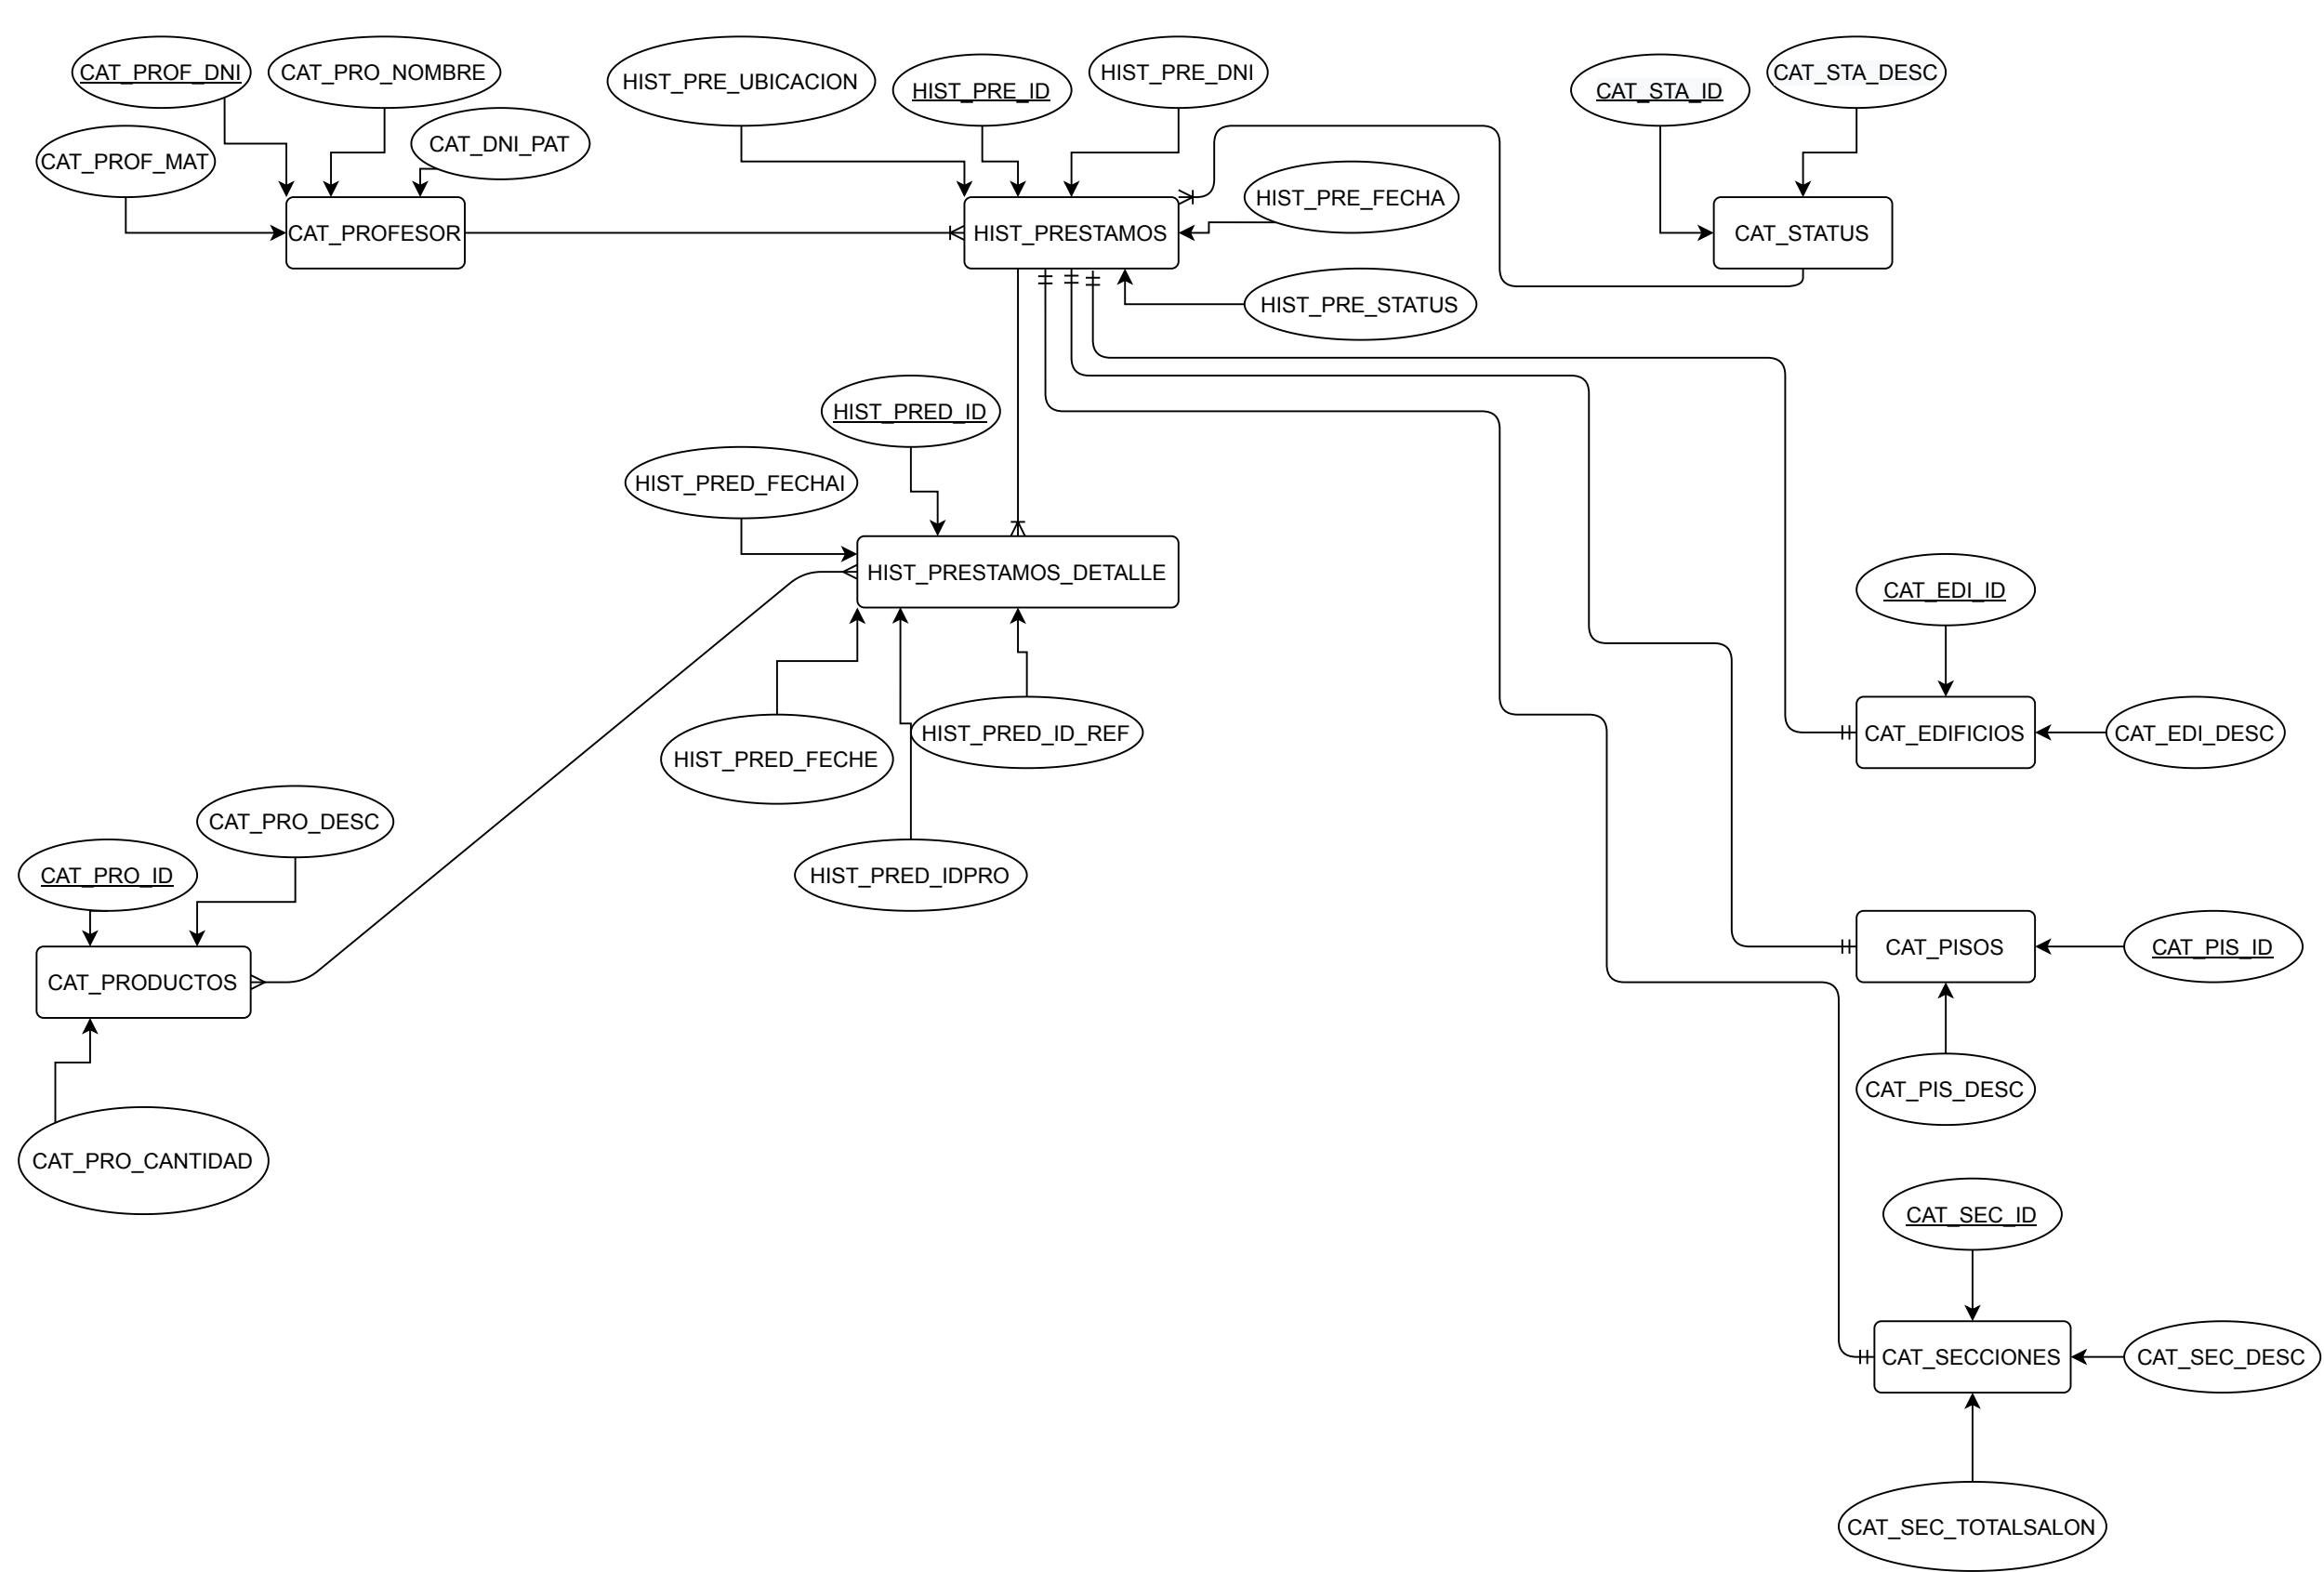 CAT_PROF_DNI
CAT_PRO_NOMBRE
HIST_PRE_UBICACION
HIST_PRE_ID
HIST_PRE_DNI
CAT_STA_ID
CAT_STA_DESC
CAT_PROF_MAT
CAT_DNI_PAT
HIST_PRE_FECHA
CAT_PROFESOR
HIST_PRESTAMOS
CAT_STATUS
HIST_PRE_STATUS
HIST_PRED_ID
HIST_PRED_FECHAI
HIST_PRESTAMOS_DETALLE
CAT_EDI_ID
HIST_PRED_FECHE
HIST_PRED_ID_REF
CAT_EDIFICIOS
CAT_EDI_DESC
CAT_PRO_DESC
CAT_PRO_ID
HIST_PRED_IDPRO
CAT_PRODUCTOS
CAT_PISOS
CAT_PIS_ID
CAT_PIS_DESC
CAT_PRO_CANTIDAD
CAT_SEC_ID
CAT_SECCIONES
CAT_SEC_DESC
CAT_SEC_TOTALSALON